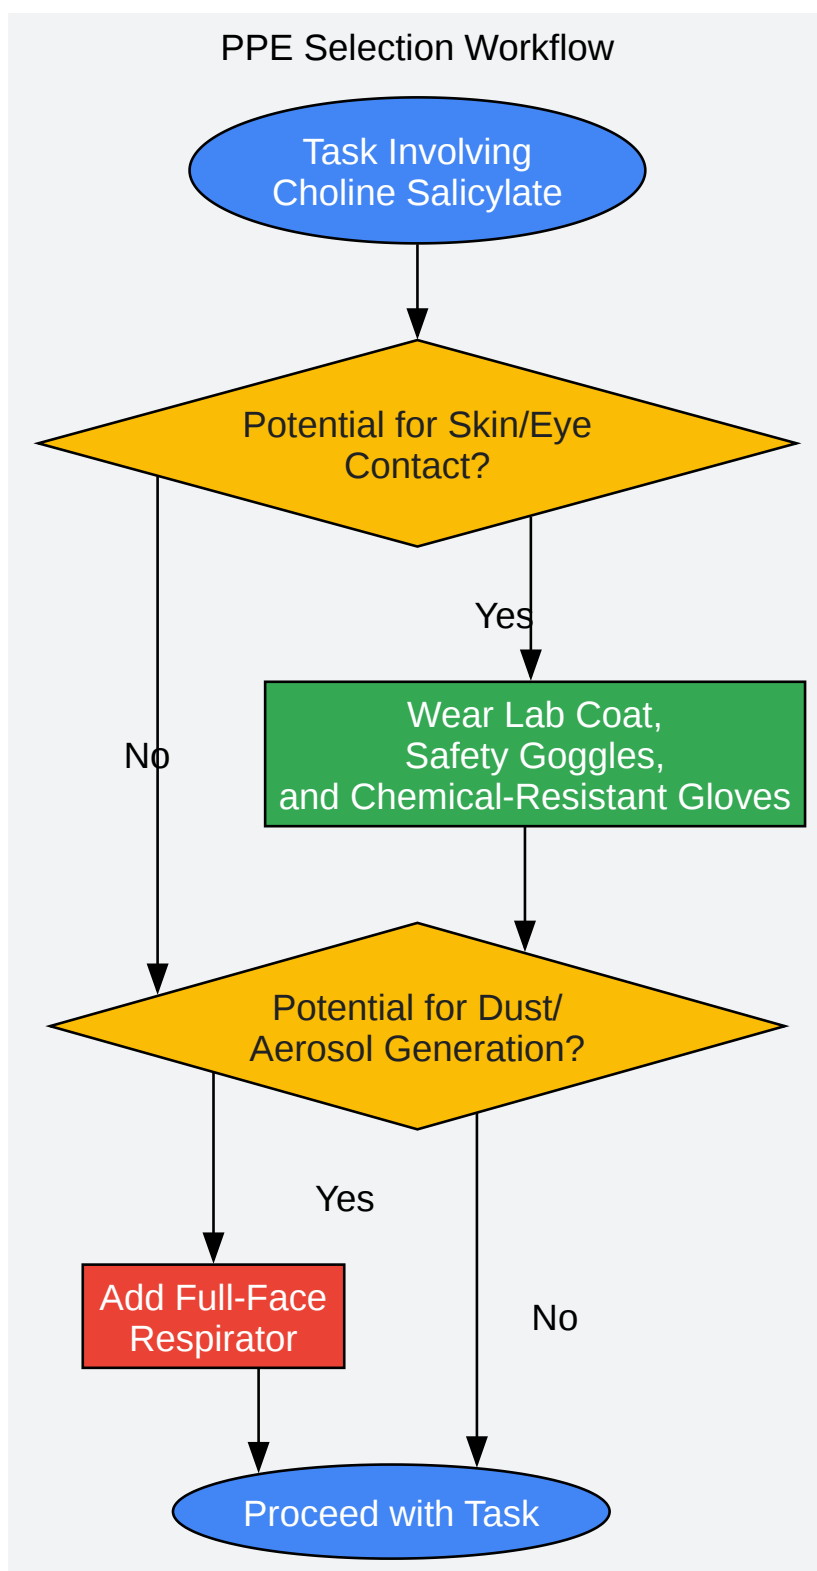 PPE Selection Workflow
Task Involving
Choline Salicylate
Potential for Skin/Eye
Contact?
Yes
Wear Lab Coat,
Safety Goggles,
and Chemical-Resistant Gloves
No
Potential for Dust/
Aerosol Generation?
Yes
Add Full-Face
Respirator
No
Proceed with Task